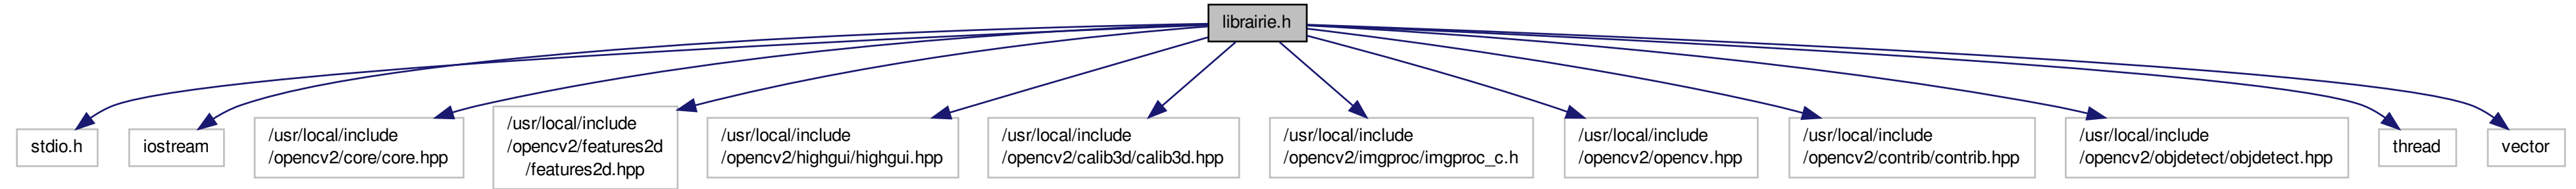 librairie.h
stdio.h
iostream
/usr/local/include
/opencv2/core/core.hpp
/usr/local/include
/opencv2/features2d
/features2d.hpp
/usr/local/include
/opencv2/highgui/highgui.hpp
/usr/local/include
/opencv2/calib3d/calib3d.hpp
/usr/local/include
/opencv2/imgproc/imgproc_c.h
/usr/local/include
/opencv2/opencv.hpp
/usr/local/include
/opencv2/contrib/contrib.hpp
/usr/local/include
/opencv2/objdetect/objdetect.hpp
thread
vector